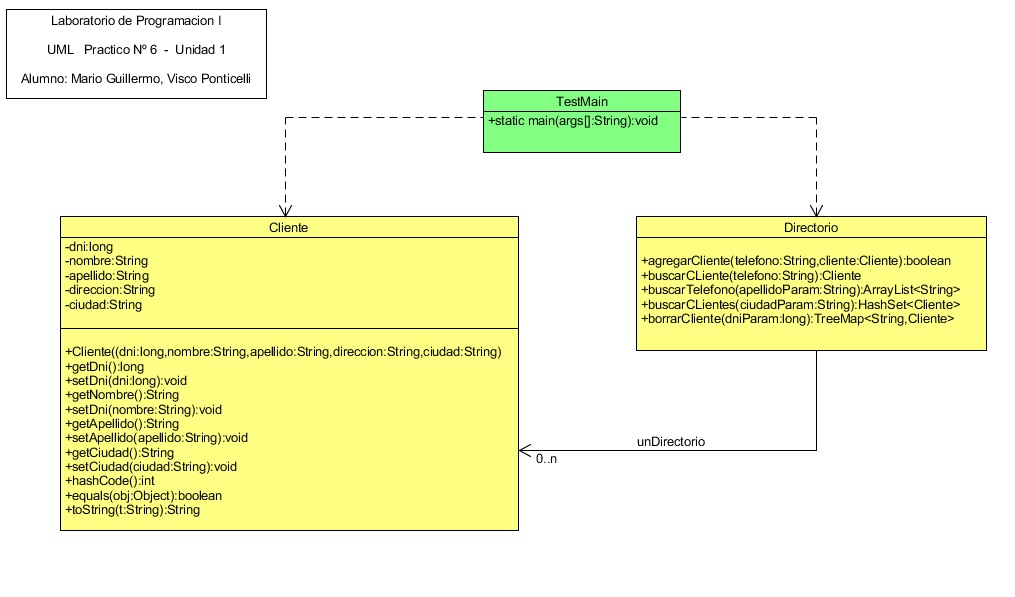 Laboratorio de Programacion I
UML Practico Nº 6 - Unidad 1
Alumno: Mario Guillermo, Visco Ponticelli
TestMain
+static main(args[]:String):void
Cliente
-dni:long
-nombre:String
-apellido:String
-direccion:String
-ciudad:String
+Cliente((dni:long,nombre:String,apellido:String,direccion:String,ciudad:String)
+getDni():long
+setDni(dni:long):void
+getNombre():String
+setDni(nombre:String):void
+getApellido():String
+setApellido(apellido:String):void
+getCiudad():String
+setCiudad(ciudad:String):void
+hashCode():int
+equals(obj:Object):boolean
+toString(t:String):String
Directorio
+agregarCliente(telefono:String,cliente:Cliente):boolean
+buscarCLiente(telefono:String):Cliente
+buscarTelefono(apellidoParam:String):ArrayList<String>
+buscarCLientes(ciudadParam:String):HashSet<Cliente>
+borrarCliente(dniParam:long):TreeMap<String,Cliente>
unDirectorio
0..n